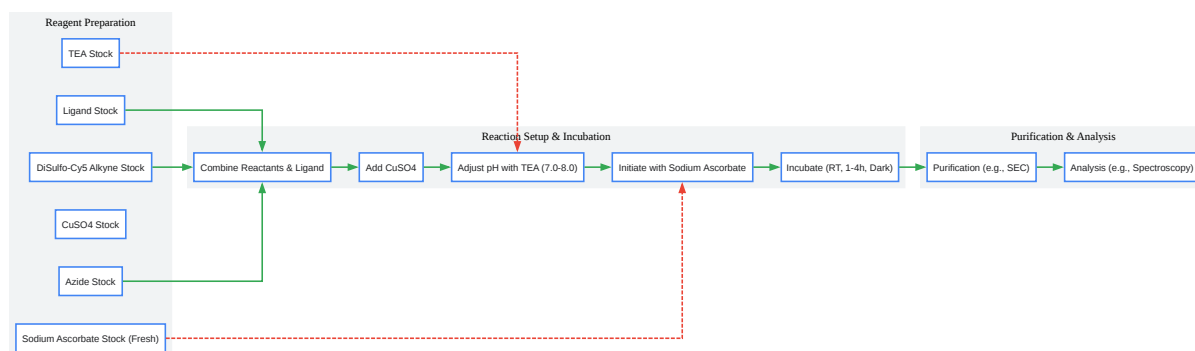 Reagent Preparation
TEA Stock
Ligand Stock
DiSulfo-Cy5 Alkyne Stock
CuSO4 Stock
Azide Stock
Sodium Ascorbate Stock (Fresh)
Reaction Setup & Incubation
Combine Reactants & Ligand
Add CuSO4
Adjust pH with TEA (7.0-8.0)
Initiate with Sodium Ascorbate
Incubate (RT, 1-4h, Dark)
Purification & Analysis
Purification (e.g., SEC)
Analysis (e.g., Spectroscopy)